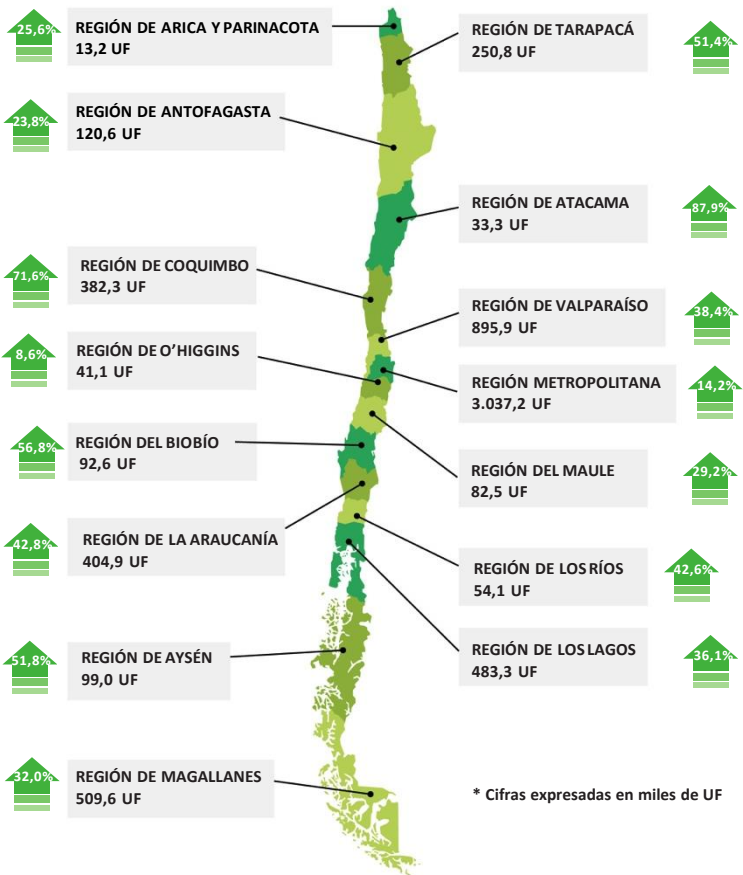 25,6%
REGIÓN DE ARICA Y PARINACOTA
13,2 UF
REGIÓN DE TARAPACÁ
250,8 UF
51,4%
23,8%
REGIÓN DE ANTOFAGASTA
120,6 UF
REGIÓN DE ATACAMA
33,3 UF
87,9%
71,6%
REGIÓN DE COQUIMBO
382,3 UF
REGIÓN DE VALPARAÍSO
895,9 UF
38,4%
8,6%
REGIÓN DE O’HIGGINS
41,1 UF
REGIÓN METROPOLITANA
3.037,2 UF
14,2%
56,8%
REGIÓN DEL BIOBÍO
92,6 UF
REGIÓN DEL MAULE
82,5 UF
29,2%
42,8%
REGIÓN DE LA ARAUCANÍA
404,9 UF
REGIÓN DE LOS RÍOS
54,1 UF
42,6%
51,8%
REGIÓN DE AYSÉN
99,0 UF
REGIÓN DE LOS LAGOS
483,3 UF
36,1%
32,0%
REGIÓN DE MAGALLANES
509,6 UF
* Cifras expresadas en miles de UF